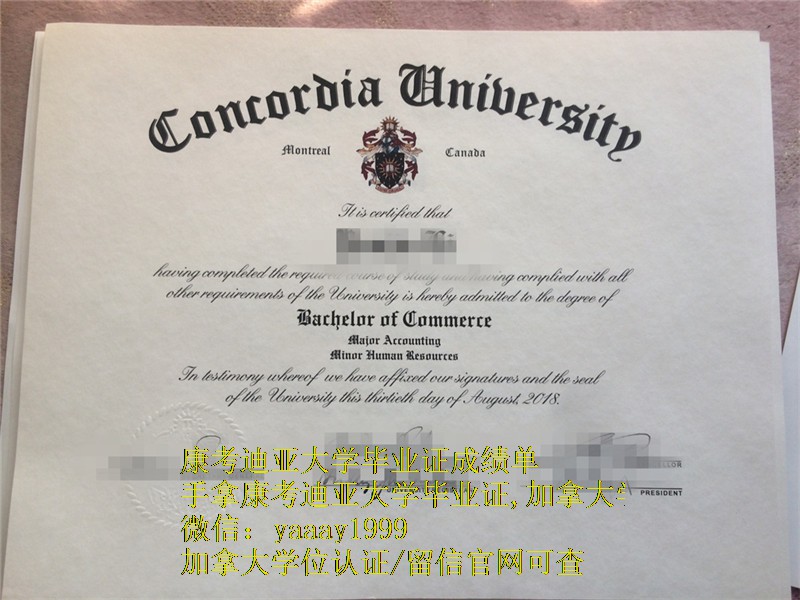 Concordia University
Montreal Canada
It is certified that
having completed the required course of study and having complied with all
other requirements of the University is hereby admitted to the degree of
Bachelor of Commerce
Major Accounting
Minor Human Resources
In testimony whereof we have affixed our signatures and the seal
of the University this thirtieth day of August, 2018.
康考迪亚大学毕业证成绩单
手拿康考迪亚大学毕业证,加拿大
PRESIDENT
微信：yaaay1999
加拿大学位认证/留信官网可查